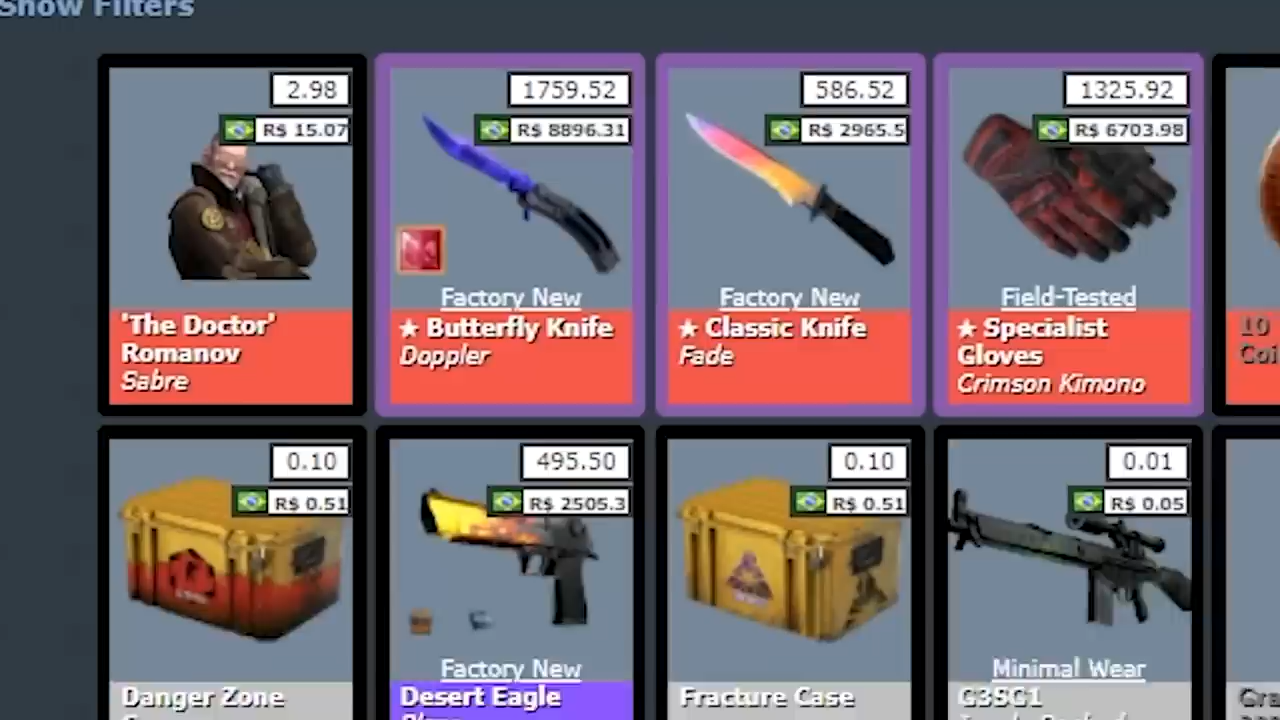 Show Filters
2.98
R$ 15.07
'The Doctor'
Romanov
Sabre
1759.52
R$ 8896.31
Factory New
★ Butterfly Knife
Doppler
586.52
R$ 2965.5
Factory New
★ Classic Knife
Fade
1325.92
R$ 6703.98
Field-Tested
★ Specialist
Gloves
Crimson Kimono
10
0.10
R$ 0.51
Danger Zone
495.50
R$ 2505.3
Factory New
Desert Eagle
0.10
R$ 0.51
Fracture Case
0.01
R$ 0.05
Minimal Wear
G3SG1